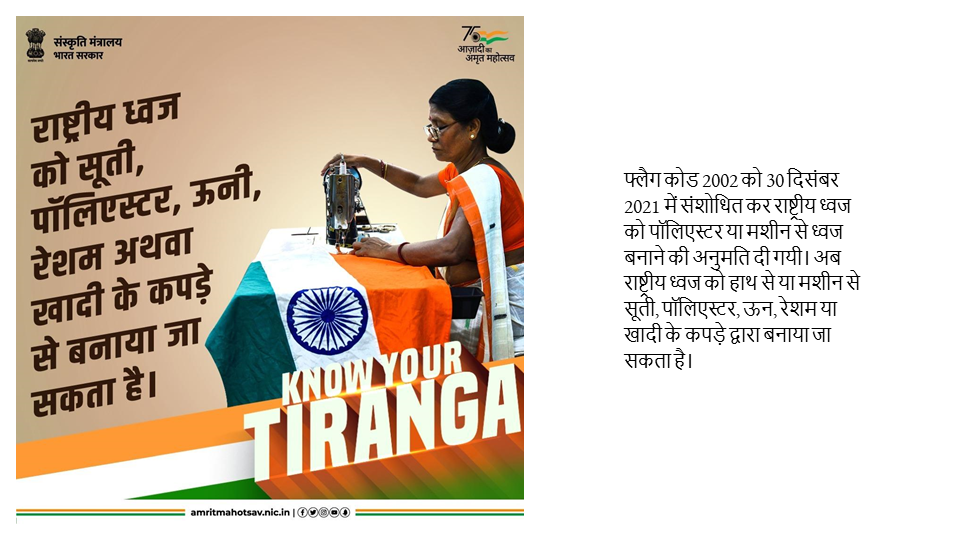 संस्कृति मंत्रालय
भारत सरकार
75
आज़ादी का
अमृत महोत्सव
राष्ट्रीय ध्वज
को सूती,
पॉलिएस्टर, ऊनी,
रेशम अथवा
खादी के कपड़े
से बनाया जा
सकता है।
KNOW YOUR
TIRANGA
amritmahotsav.nic.in |
फ्लैग कोड 2002 को 30 दिसंबर
2021 में संशोधित कर राष्ट्रीय ध्वज
को पॉलिएस्टर या मशीन से ध्वज
बनाने की अनुमति दी गयी। अब
राष्ट्रीय ध्वज को हाथ से या मशीन से
सूती, पॉलिएस्टर, ऊन, रेशम या
खादी के कपड़े द्वारा बनाया जा
सकता है।